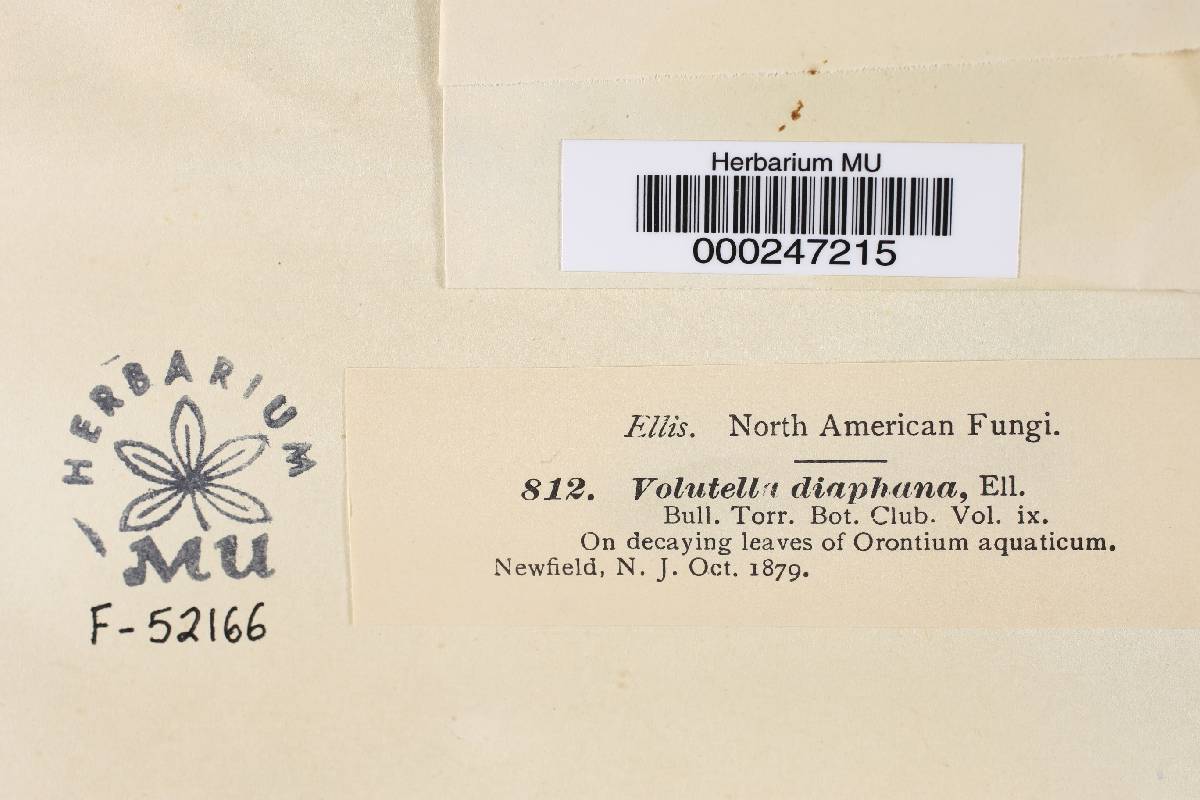 Herbarium MU
000247215
HERBARIUM
MU
F-52166
Ellis. North American Fungi.
812. Volutella diaphana, Ell.
Bull. Torr. Bot. Club. Vol. ix.
On decaying leaves of Orontium aquaticum.
Newfield, N. J. Oct. 1879.